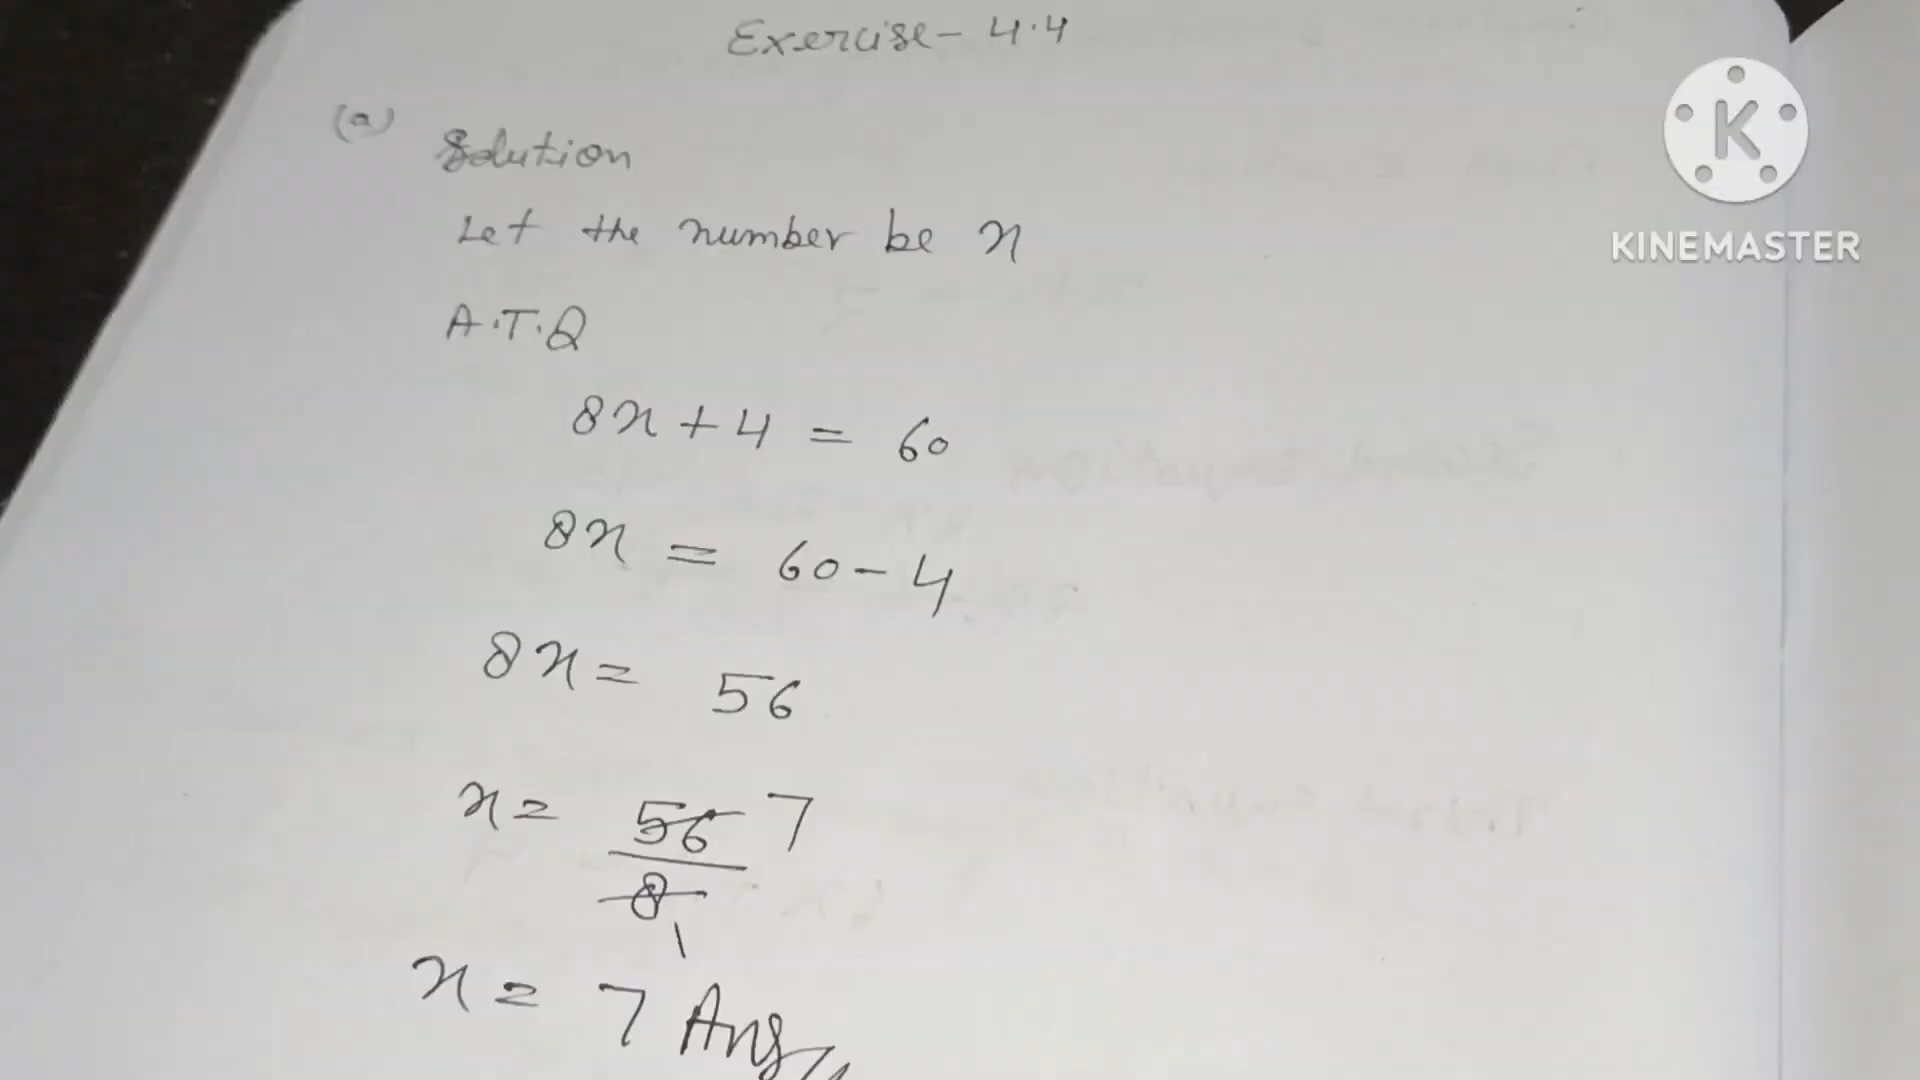 Exercise- 4.4
(a) Solution
Let the number be x
A.T.Q
8x + 4 = 60
8x = 60 - 4
8x = 56
x = 56 7
8 1
x = 7 Ans
K
KINEMASTER